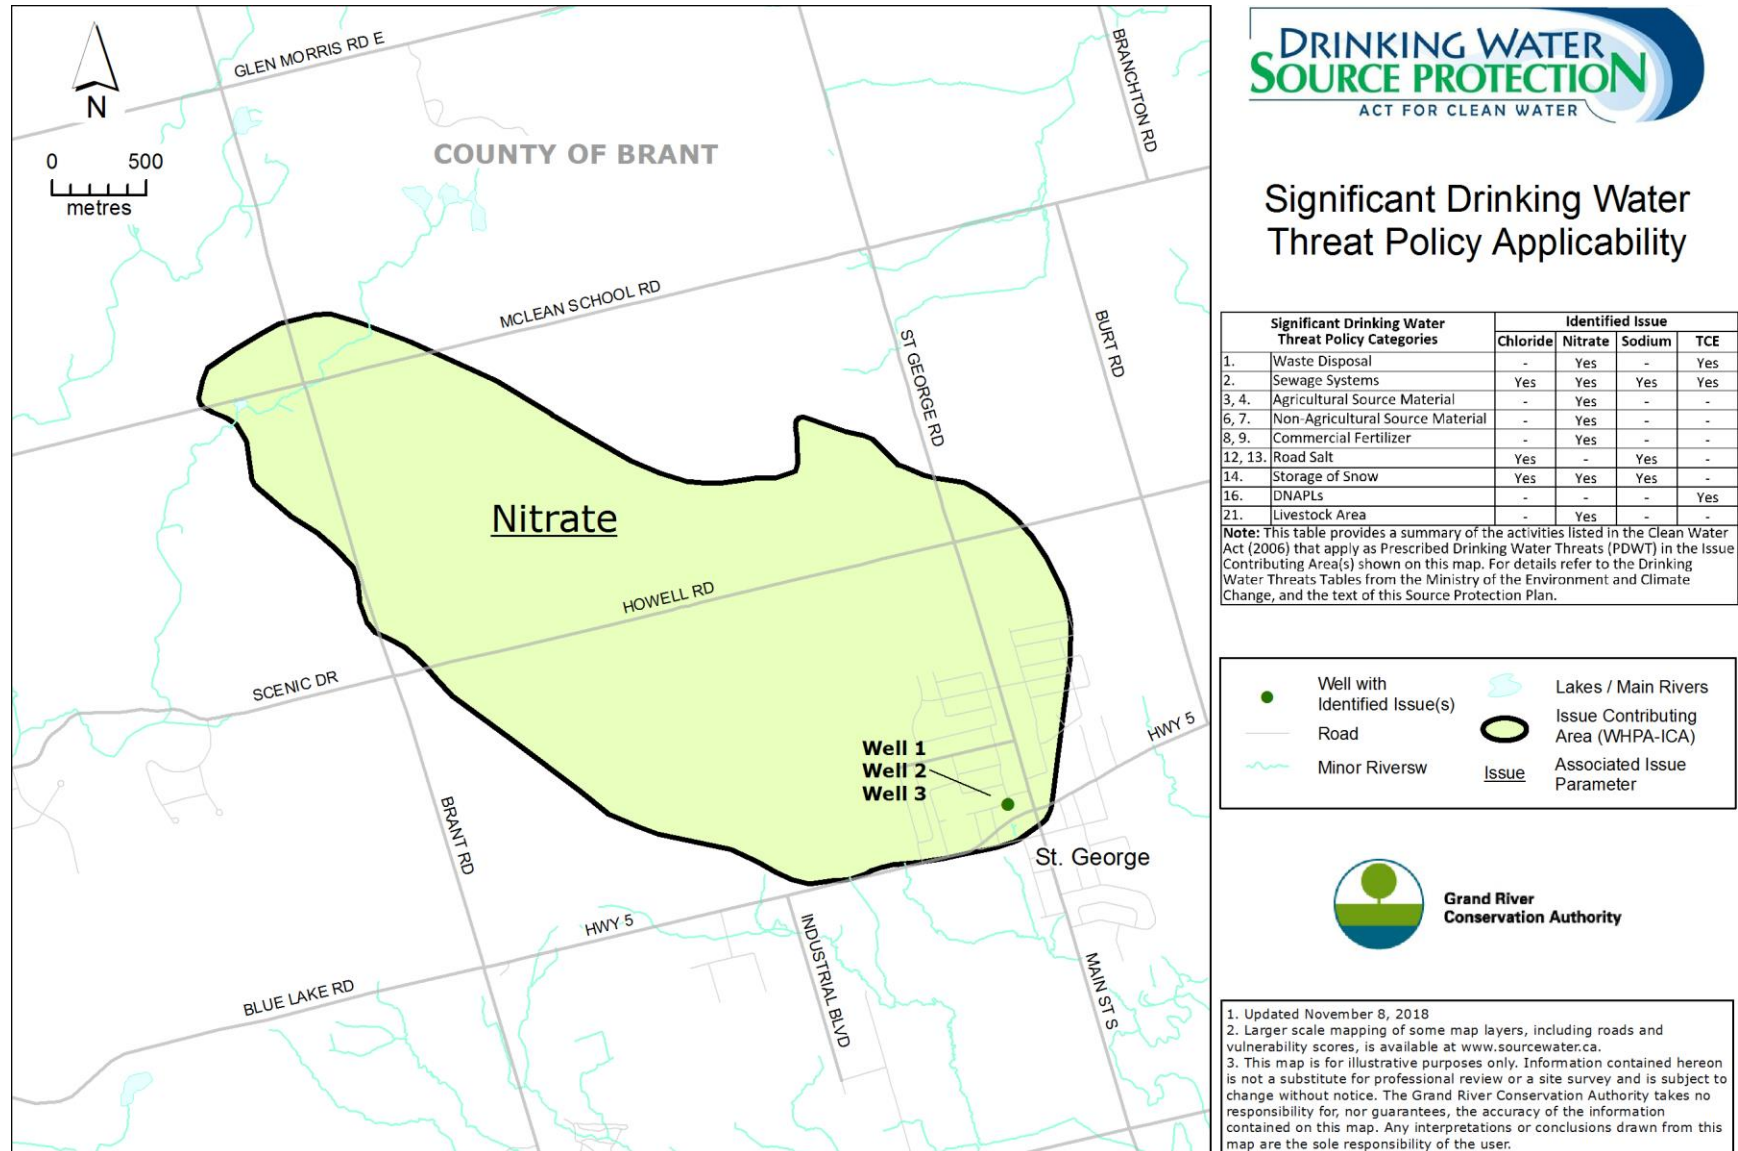 GLEN MORRIS RD E
BRANCHTON RD
N
0 500
metres
COUNTY OF BRANT
MCLEAN SCHOOL RD
ST GEORGE RD
BURT RD
Nitrate
HOWELL RD
SCENIC DR
HWY 5
Well 1
Well 2
Well 3
BRANT RD
St. George
HWY 5
INDUSTRIAL BLVD
MAIN ST S
BLUE LAKE RD
DRINKING WATER
SOURCE PROTECTION
ACT FOR CLEAN WATER
Significant Drinking Water
Threat Policy Applicability
Significant Drinking Water Identified Issue
Threat Policy Categories Chloride Nitrate Sodium TCE
1. Waste Disposal - Yes - Yes
2. Sewage Systems Yes Yes Yes Yes
3, 4. Agricultural Source Material - Yes - -
6, 7. Non-Agricultural Source Material - Yes - -
8, 9. Commercial Fertilizer - Yes - -
12, 13. Road Salt Yes - Yes -
14. Storage of Snow Yes Yes Yes -
16. DNAPLs - - - Yes
21. Livestock Area - Yes - -
Note: This table provides a summary of the activities listed in the Clean Water
Act (2006) that apply as Prescribed Drinking Water Threats (PDWT) in the Issue
Contributing Area(s) shown on this map. For details refer to the Drinking
Water Threats Tables from the Ministry of the Environment and Climate
Change, and the text of this Source Protection Plan.
Well with
Identified Issue(s)
Road
Minor Riversw
Lakes / Main Rivers
Issue Contributing
Area (WHPA-ICA)
Issue Associated Issue
Parameter
Grand River
Conservation Authority
1. Updated November 8, 2018
2. Larger scale mapping of some map layers, including roads and
vulnerability scores, is available at www.sourcewater.ca.
3. This map is for illustrative purposes only. Information contained hereon
is not a substitute for professional review or a site survey and is subject to
change without notice. The Grand River Conservation Authority takes no
responsibility for, nor guarantees, the accuracy of the information
contained on this map. Any interpretations or conclusions drawn from this
map are the sole responsibility of the user.